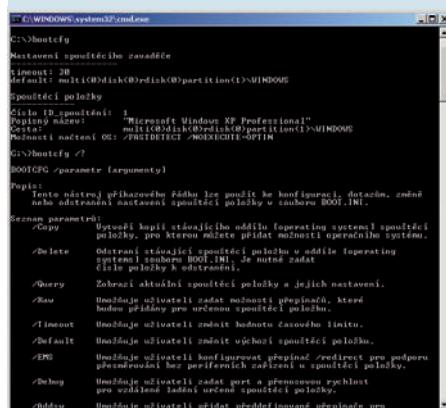 C:\WINDOWS\system32\cmd.exe
C:\>bootcfg
Nastavení spouštěcího zavaděče
------------------------------
timeout: 30
default: multi(0)disk(0)rdisk(0)partition(1)\WINDOWS
Spouštěcí položky
-----------------
Číslo ID_spouštění: 1
Popisný název: "Microsoft Windows XP Professional"
Cesta: multi(0)disk(0)rdisk(0)partition(1)\WINDOWS
Možnosti načtení OS: /FASTDETECT /NOEXECUTE=OPTIN
C:\>bootcfg /?
BOOTCFG /parametr [argumenty]
Popis:
Tento nástroj příkazového řádku lze použít ke konfiguraci, dotazům, změně
nebo odstranění nastavení spouštěcí položky v souboru BOOT.INI.
Seznam parametrů:
/Copy Vytvoří kopii stávajícího oddílu [operating systems] spouštěcí
položky, pro kterou můžete přidat možnosti operačního systému.
/Delete Odstraní stávající spouštěcí položku v oddíle [operating
systems] souboru BOOT.INI. Je nutné zadat
číslo položky k odstranění.
/Query Zobrazí aktuální spouštěcí položky a jejich nastavení.
/Raw Umožňuje uživateli zadat možnosti přepínačů, které
budou přidány pro určenou spouštěcí položku.
/Timeout Umožňuje uživateli změnit hodnotu časového limitu.
/Default Umožňuje uživateli změnit výchozí spouštěcí položku.
/EMS Umožňuje uživateli konfigurovat přepínač /redirect pro podporu
přesměrování bez periferních zařízení u spouštěcí položky.
/Debug Umožňuje uživateli zadat port a přenosovou rychlost
pro vzdálené ladění určené spouštěcí položky.
/Addsw Umožňuje uživateli přidat předdefinované přepínače pro